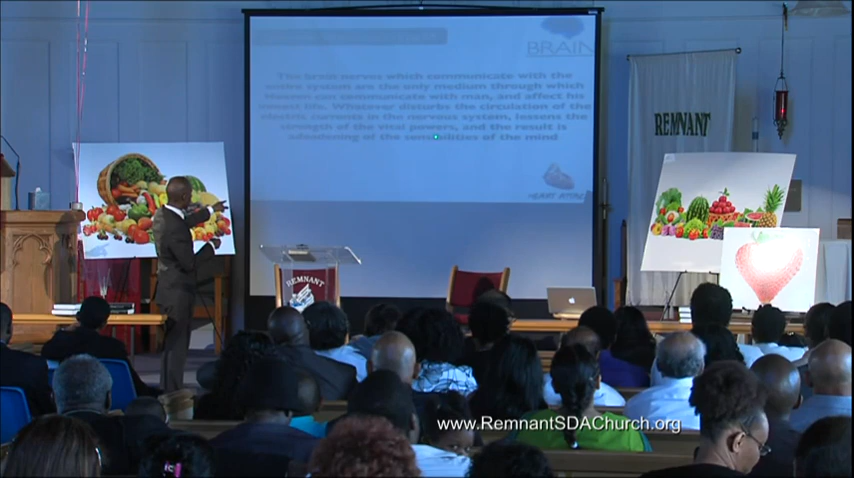 BRAIN
The brain nerves which communicate with the
entire system are the only medium through which
Heaven can communicate with man, and affect his
inmost life. Whatever disturbs the circulation of the
electric currents in the nervous system, lessens the
strength of the vital powers, and the result is
a deadening of the sensibilities of the mind
REMNANT
REMNANT
www.RemnantSDAChurch.org